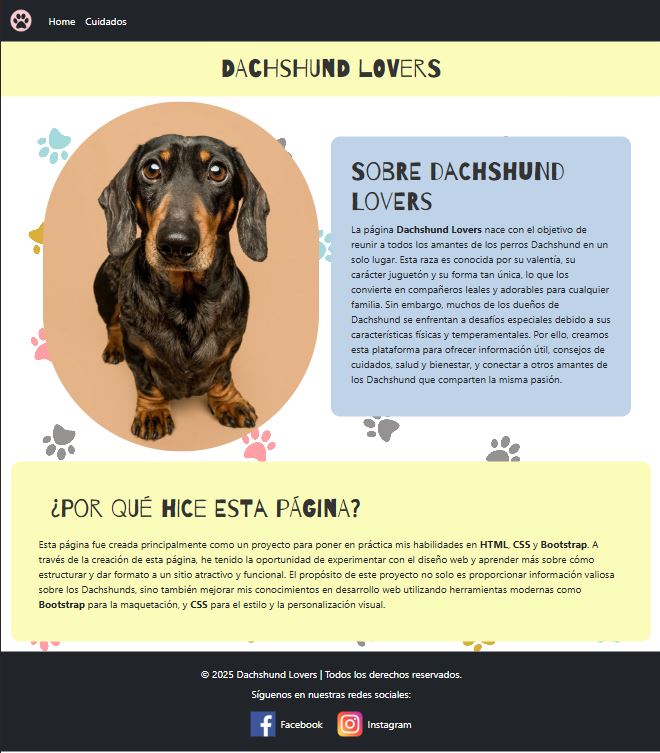 Home Cuidados
DACHSHUND LOVERS
SOBRE DACHSHUND
LOVERS
La página Dachshund Lovers nace con el objetivo de
reunir a todos los amantes de los perros Dachshund en un
solo lugar. Esta raza es conocida por su valentía, su
carácter juguetón y su forma tan única, lo que los
convierte en compañeros leales y adorables para cualquier
familia. Sin embargo, muchos de los dueños de
Dachshund se enfrentan a desafíos especiales debido a sus
características físicas y temperamentales. Por ello, creamos
esta plataforma para ofrecer información útil, consejos de
cuidados, salud y bienestar, y conectar a otros amantes de
los Dachshund que comparten la misma pasión.
¿POR QUÉ HICE ESTA PÁGINA?
Esta página fue creada principalmente como un proyecto para poner en práctica mis habilidades en HTML, CSS y Bootstrap. A
través de la creación de esta página, he tenido la oportunidad de experimentar con el diseño web y aprender más sobre cómo
estructurar y dar formato a un sitio atractivo y funcional. El propósito de este proyecto no solo es proporcionar información valiosa
sobre los Dachshunds, sino también mejorar mis conocimientos en desarrollo web utilizando herramientas modernas como
Bootstrap para la maquetación, y CSS para el estilo y la personalización visual.
© 2025 Dachshund Lovers | Todos los derechos reservados.
Síguenos en nuestras redes sociales:
Facebook Instagram